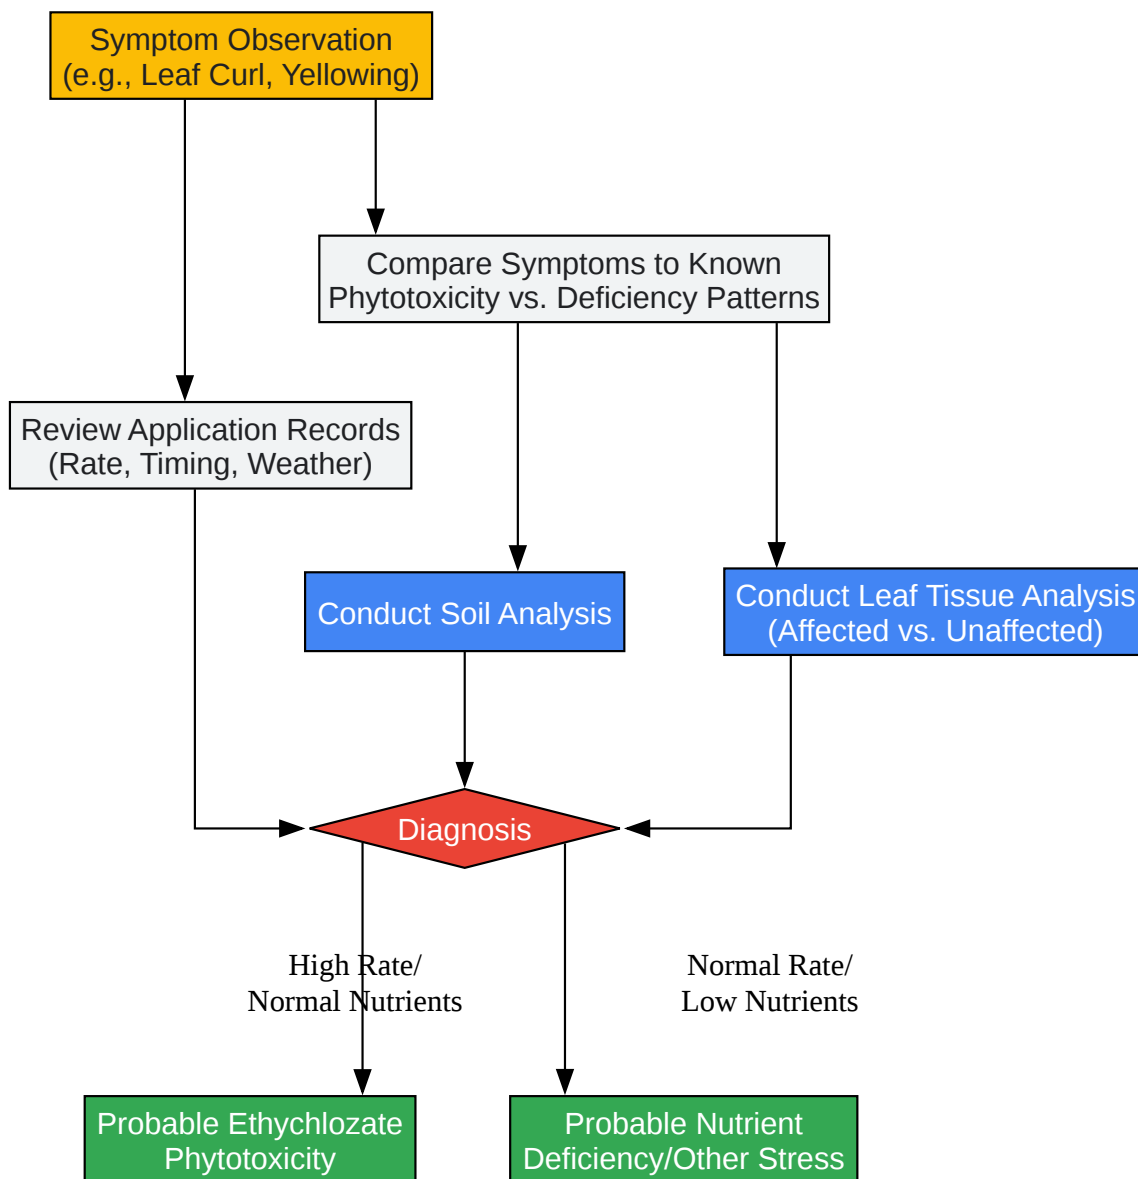 Symptom Observation
(e.g., Leaf Curl, Yellowing)
Compare Symptoms to Known
Phytotoxicity vs. Deficiency Patterns
Review Application Records
(Rate, Timing, Weather)
Conduct Soil Analysis
Conduct Leaf Tissue Analysis
(Affected vs. Unaffected)
Diagnosis
High Rate/
Normal Nutrients
Normal Rate/
Low Nutrients
Probable Ethychlozate
Phytotoxicity
Probable Nutrient
Deficiency/Other Stress